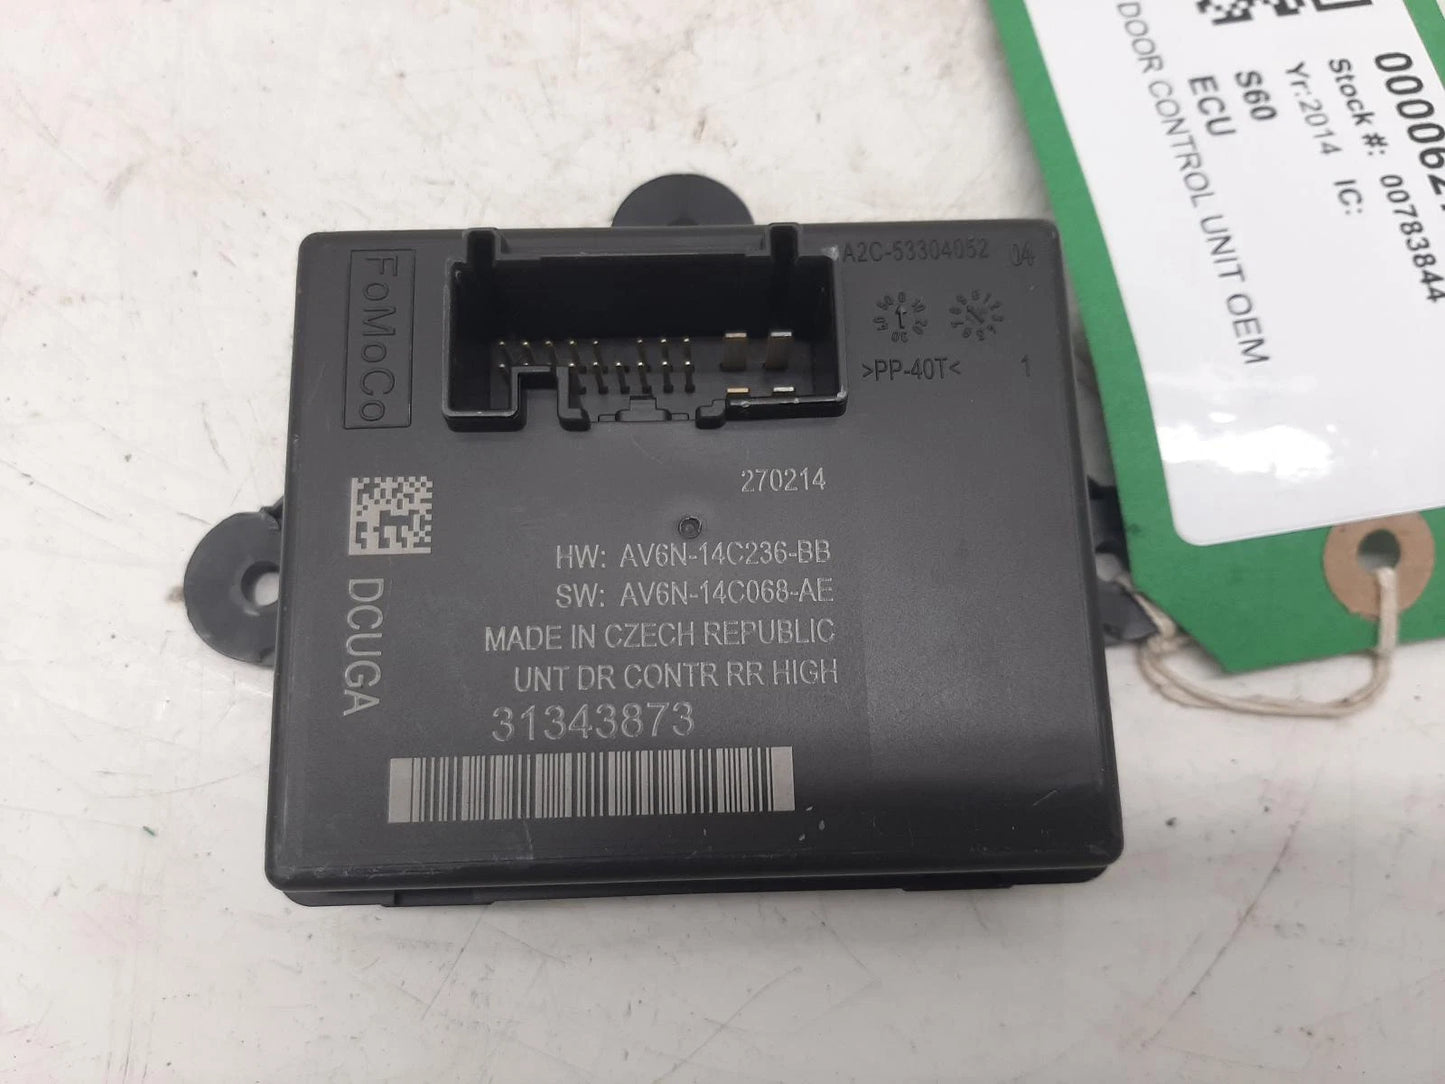 FoMoCo
A2C-53304052 04
>PP-40T< 1
270214
HW: AV6N-14C236-BB
SW: AV6N-14C068-AE
MADE IN CZECH REPUBLIC
UNT DR CONTR RR HIGH
31343873
DCUGA
Stock #: 00783844
Yr:2014 IC:
S60
ECU
DOOR CONTROL UNIT OEM